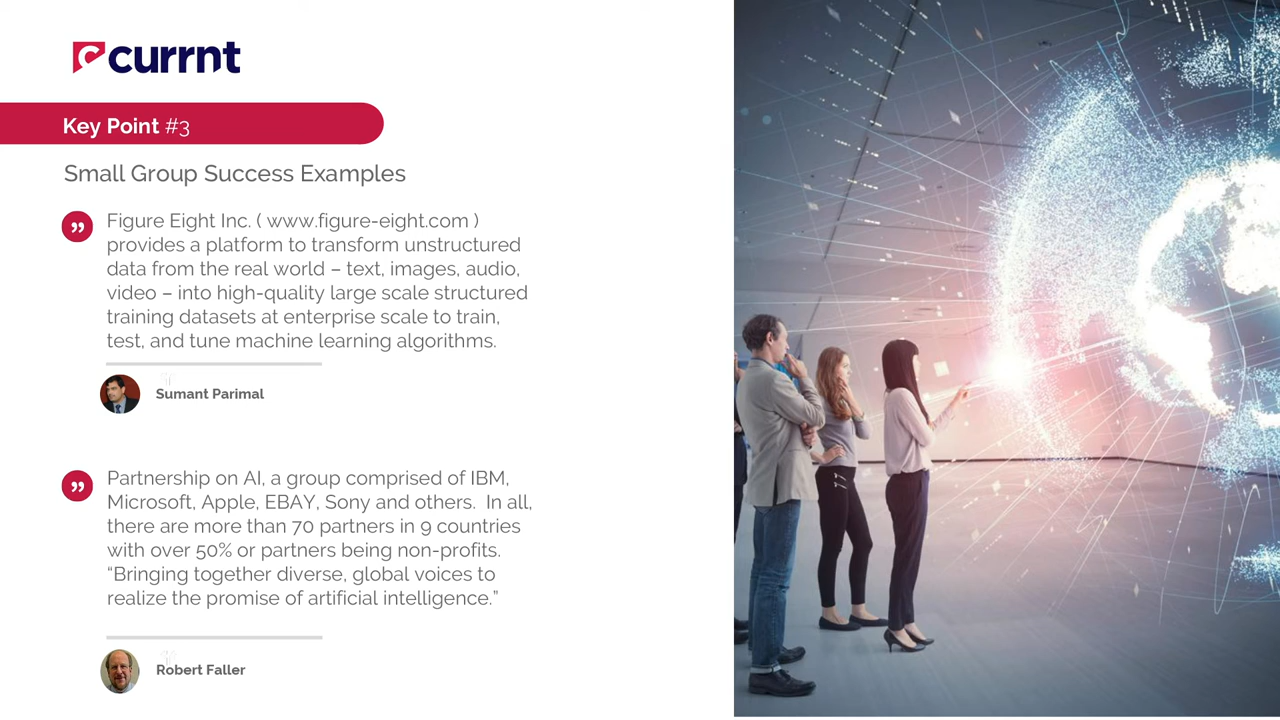 currnt
Key Point #3
Small Group Success Examples
Figure Eight Inc. ( www.figure-eight.com )
provides a platform to transform unstructured
data from the real world – text, images, audio,
video – into high-quality large scale structured
training datasets at enterprise scale to train,
test, and tune machine learning algorithms.
Sumant Parimal
Partnership on AI, a group comprised of IBM,
Microsoft, Apple, EBAY, Sony and others.  In all,
there are more than 70 partners in 9 countries
with over 50% or partners being non-profits.
“Bringing together diverse, global voices to
realize the promise of artificial intelligence.”
Robert Faller